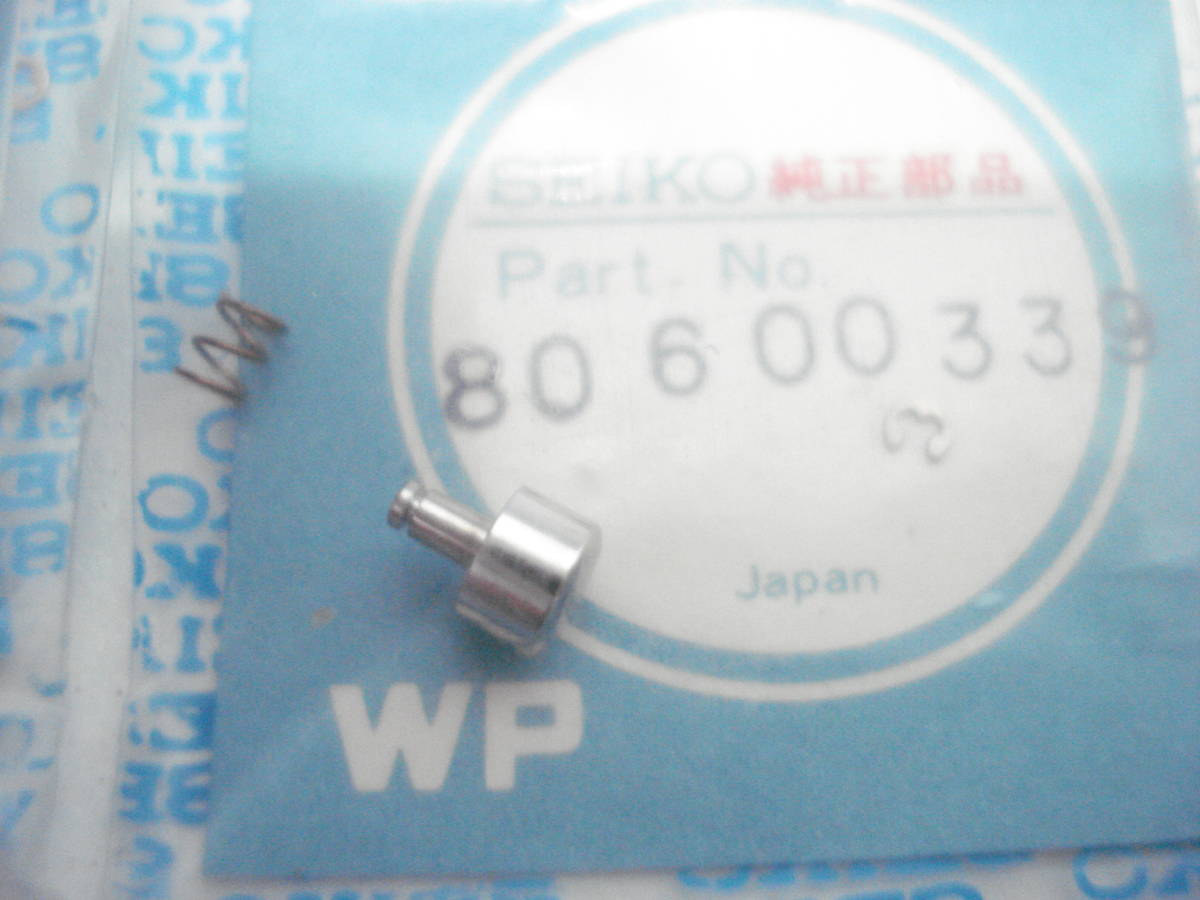 SEIKO 純正部品
Part. No.
80600339
Japan
WP